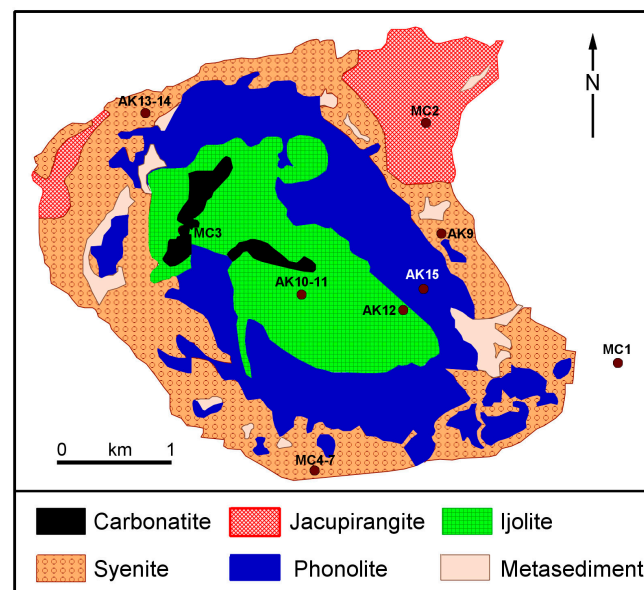 N
AK13-14
MC2
MC3
AK9
AK10-11
AK15
AK12
MC1
0 km 1
MC4-7
Carbonatite Jacupirangite Ijolite
Syenite Phonolite Metasediment